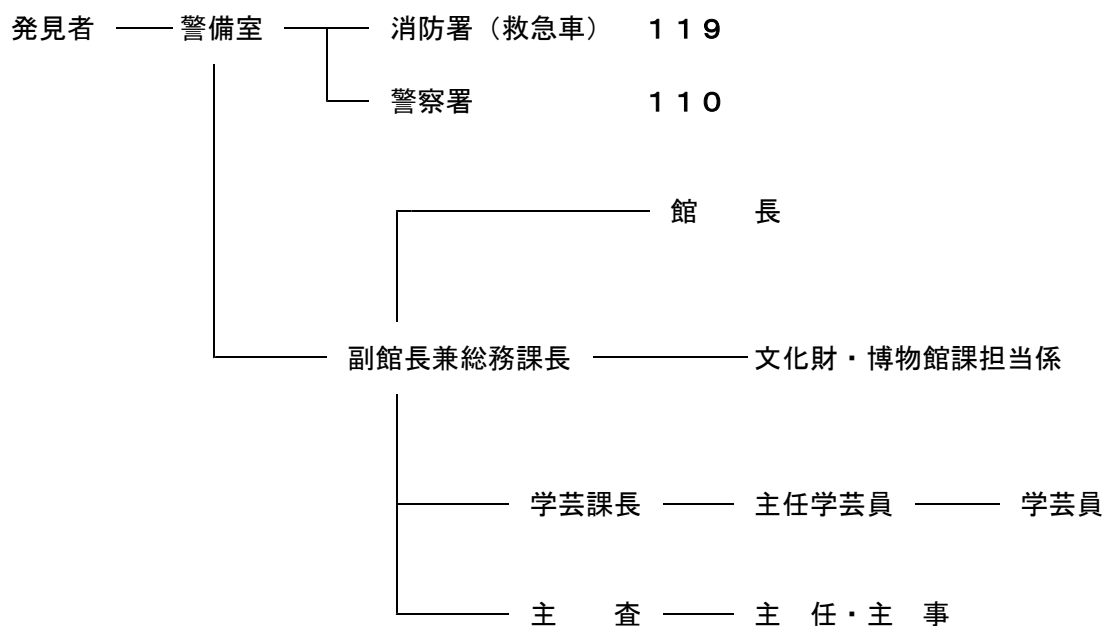 発見者 警備室 消防署（救急車） １１９
警察署 １１０
館 長
副館長兼総務課長 文化財・博物館課担当係
学芸課長 主任学芸員 学芸員
主 査 主 任・主 事